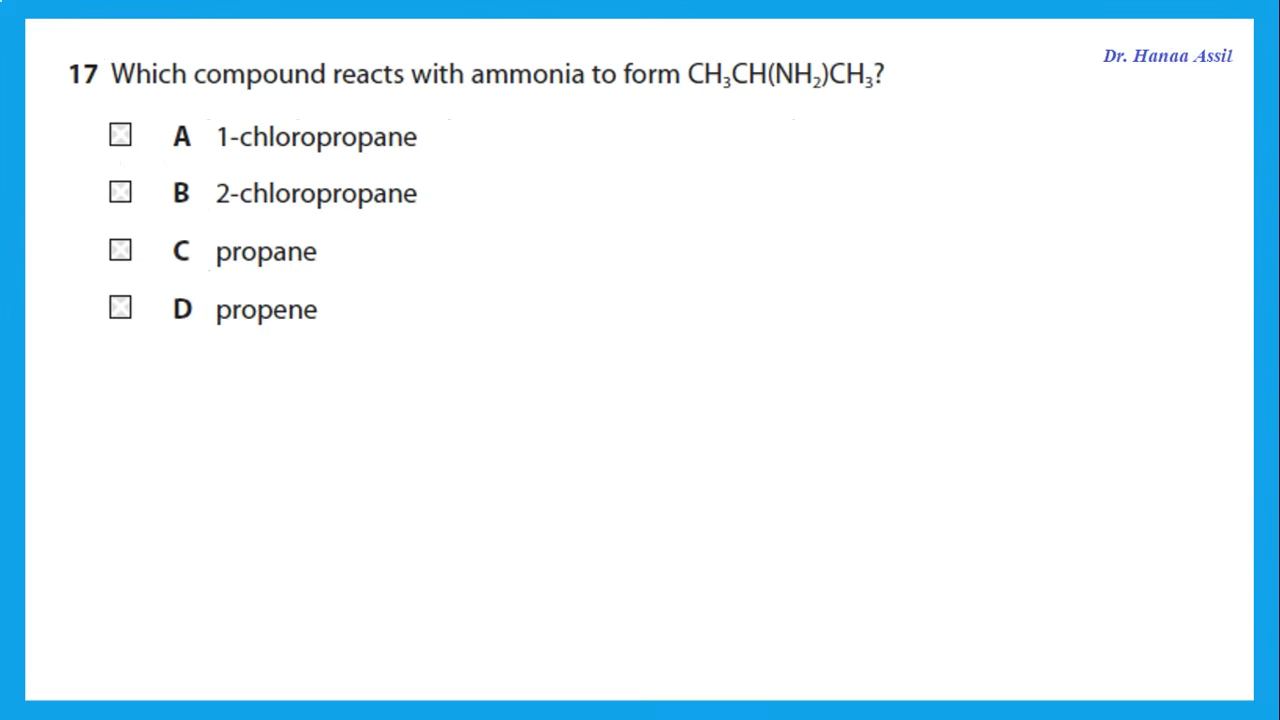 Dr. Hanaa Assil
17 Which compound reacts with ammonia to form CH₃CH(NH₂)CH₃?
A 1-chloropropane
B 2-chloropropane
C propane
D propene